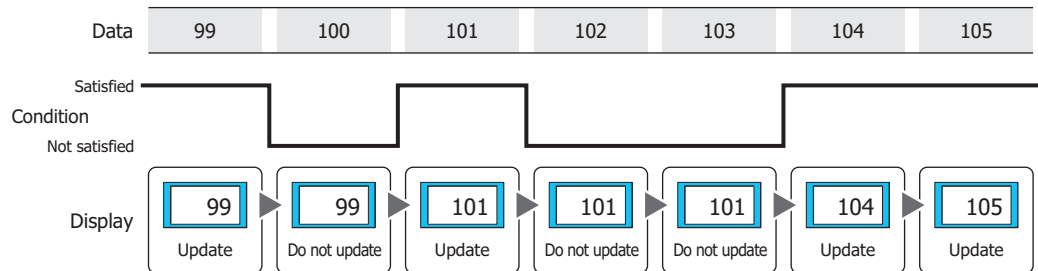 Data 99 100 101 102 103 104 105
Satisfied
Condition
Not satisfied
Display 99 99 101 101 101 104 105
Update Do not update Update Do not update Do not update Update Update